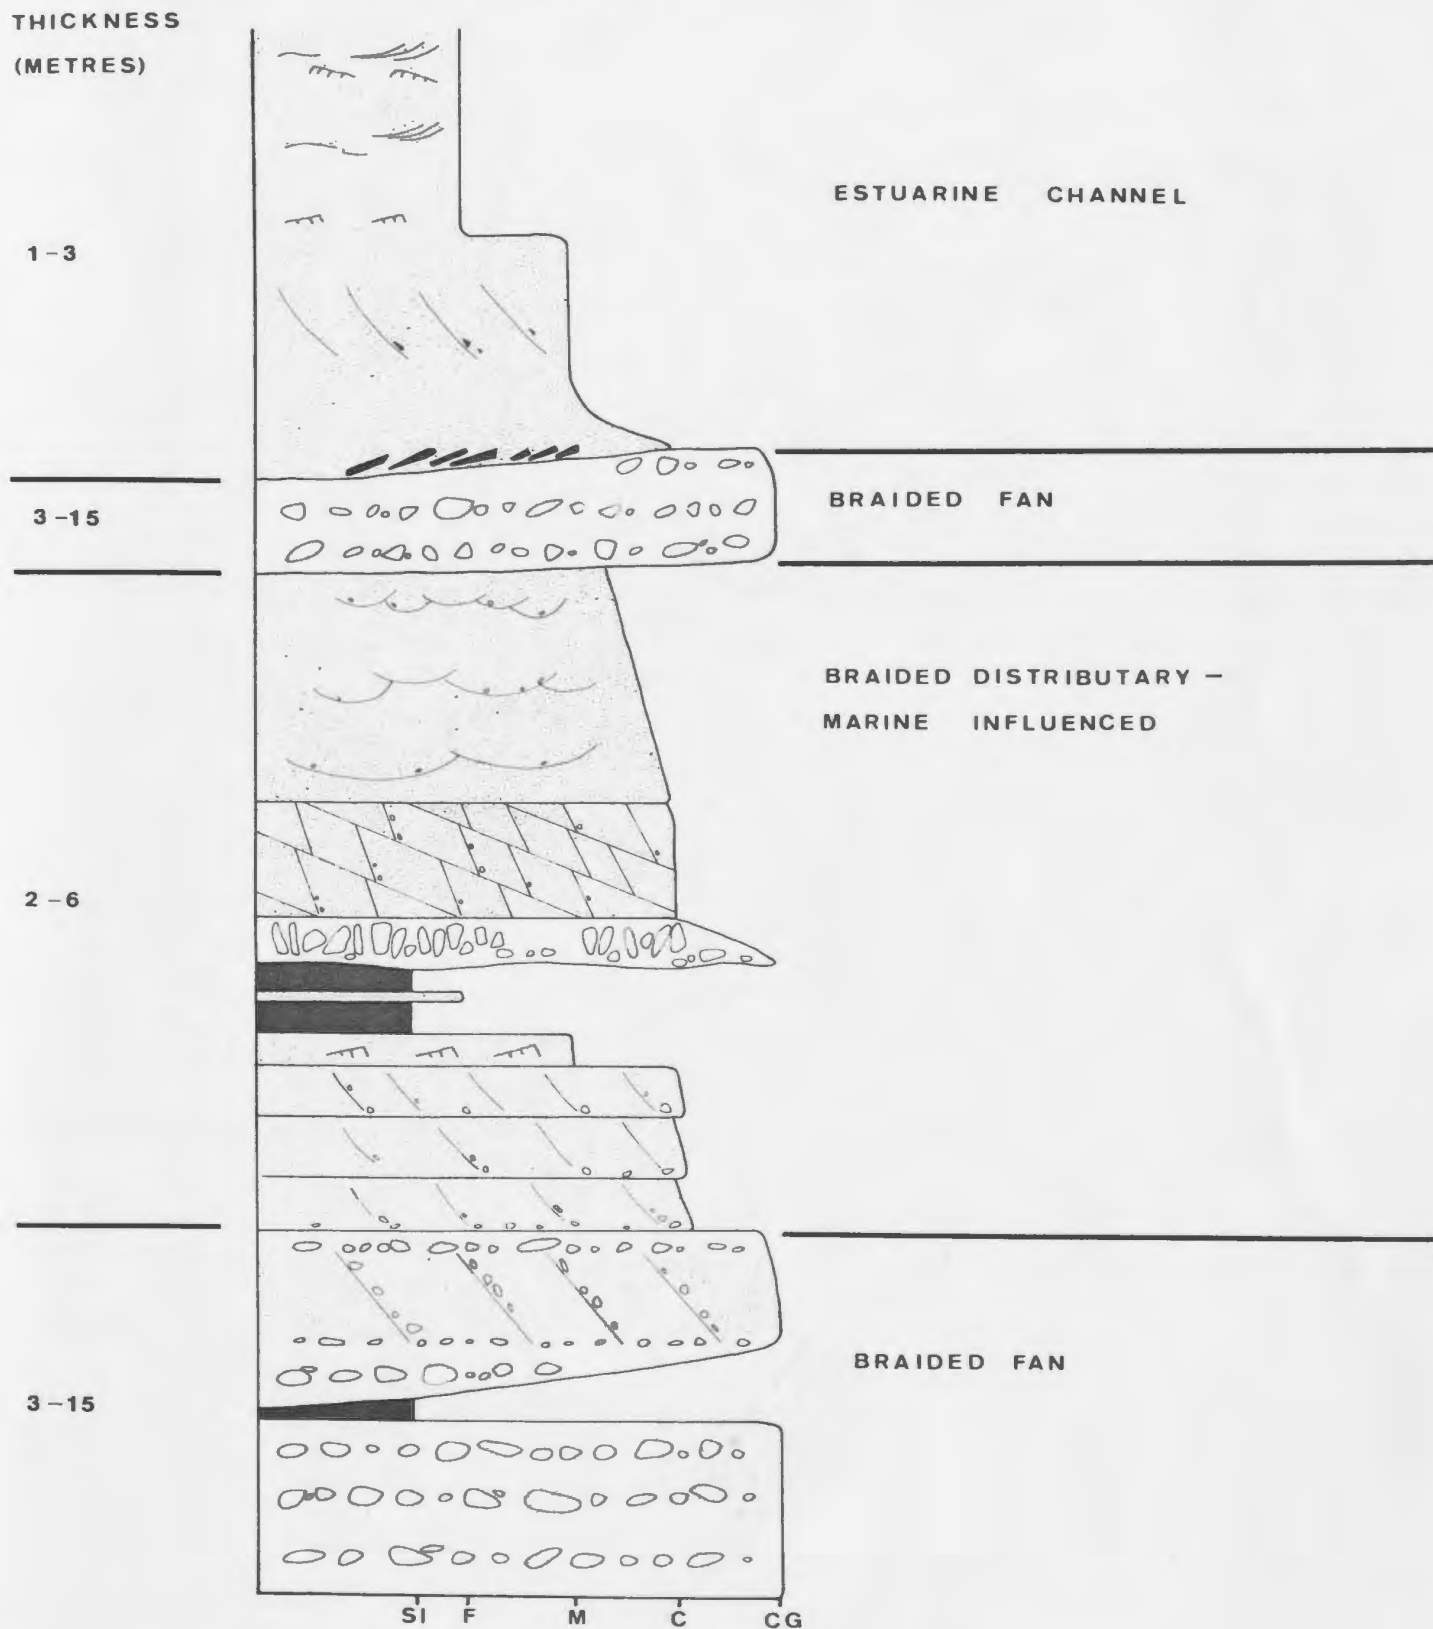 THICKNESS
(METRES)
ESTUARINE CHANNEL
1-3
BRAIDED FAN
3-15
BRAIDED DISTRIBUTARY –
MARINE INFLUENCED
2-6
BRAIDED FAN
3-15
SI F M C CG